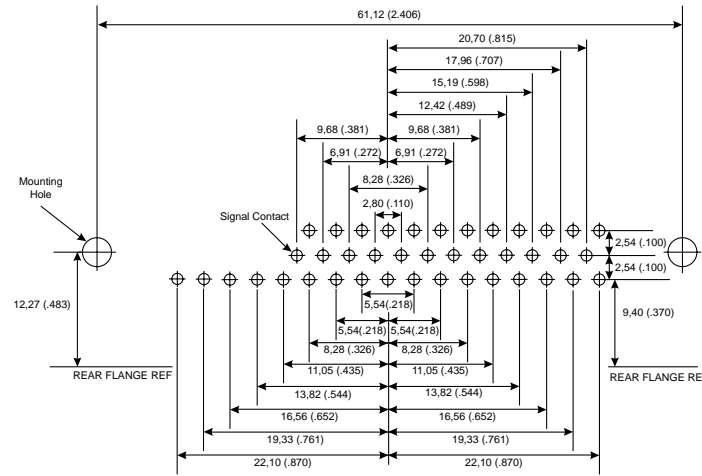 61,12 (2.406)
20,70 (.815)
17,96 (.707)
15,19 (.598)
12,42 (.489)
9,68 (.381) 9,68 (.381)
6,91 (.272) 6,91 (.272)
8,28 (.326)
2,80 (.110)
Mounting
Hole
Signal Contact
2,54 (.100)
2,54 (.100)
12,27 (.483)
9,40 (.370)
5,54(.218)
5,54(.218) 5,54(.218)
8,28 (.326) 8,28 (.326)
REAR FLANGE REF REAR FLANGE RE
11,05 (.435) 11,05 (.435)
13,82 (.544) 13,82 (.544)
16,56 (.652) 16,56 (.652)
19,33 (.761) 19,33 (.761)
22,10 (.870) 22,10 (.870)